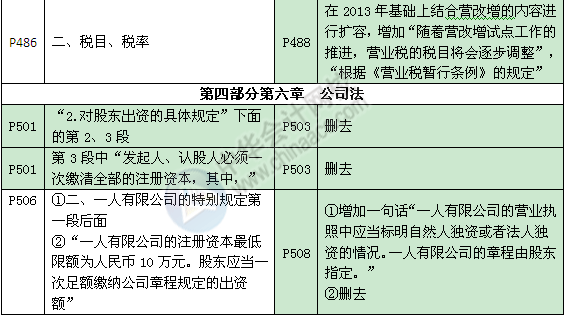 在 2013 年基础上结合营改增的内容进
行扩容，增加“随着营改增试点工作的
推进，营业税的税目将会逐步调整”，
“根据《营业税暂行条例》的规定”
P486
二、税目、税率
P488
第四部分第六章 公司法
P501
“2.对股东出资的具体规定”下面
的第 2、3 段
P503
删去
P501
第 3 段中“发起人、认股人必须一
次缴清全部的注册资本，其中，”
P503
删去
P506
①二、一人有限公司的特别规定第
一段后面
②“一人有限公司的注册资本最低
限额为人民币 10 万元。股东应当一
次足额缴纳公司章程规定的出资
额”
P508
①增加一句话“一人有限公司的营业执
照中应当标明自然人独资或者法人独
资的情况。一人有限公司的章程由股东
指定。”
②删去
中华会计网校